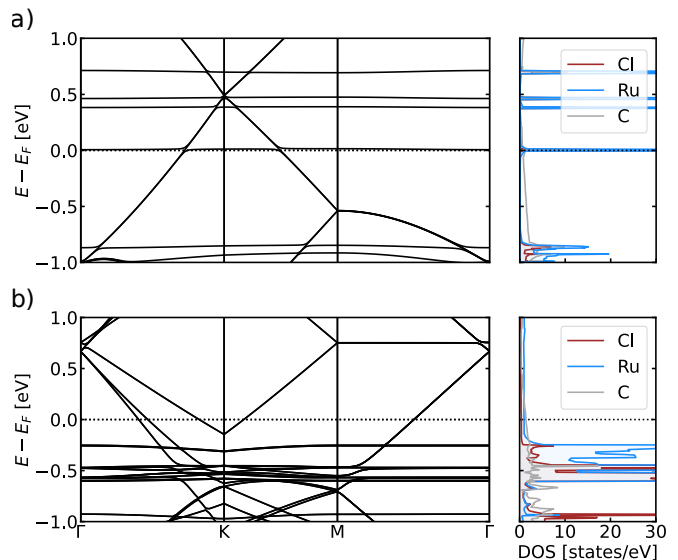 a)
E − E_F [eV]
1.0
0.5
0.0
−0.5
−1.0
Cl
Ru
C
b)
E − E_F [eV]
1.0
0.5
0.0
−0.5
−1.0
Γ K M Γ
Cl
Ru
C
0 10 20 30
DOS [states/eV]